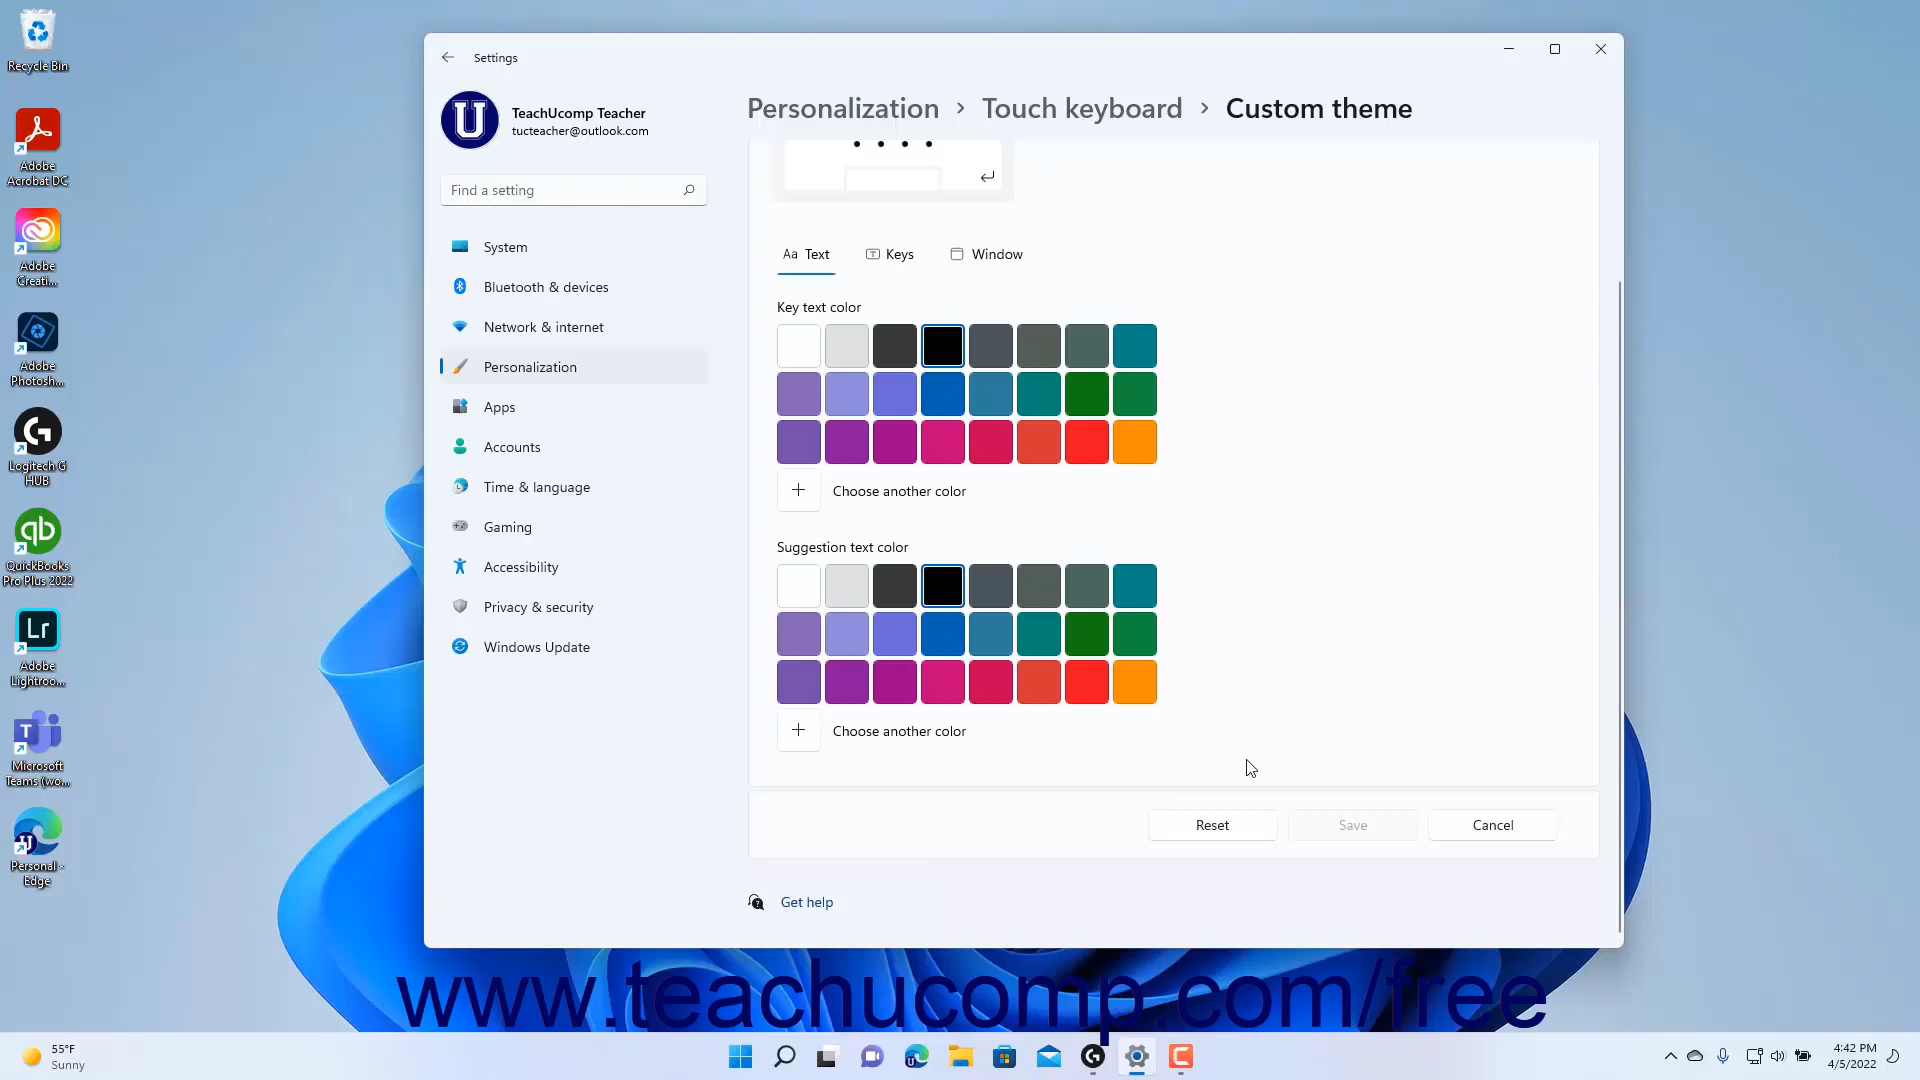 Recycle Bin
Adobe
Acrobat DC
Adobe
Creati...
Adobe
Photosh...
Logitech G
HUB
QuickBooks
Pro Plus 2022
Adobe
Lightroo...
Microsoft
Teams (wo...
Personal -
Edge
Settings
TeachUcomp Teacher
tucteacher@outlook.com
Find a setting
System
Bluetooth & devices
Network & internet
Personalization
Apps
Accounts
Time & language
Gaming
Accessibility
Privacy & security
Windows Update
Personalization > Touch keyboard > Custom theme
Aa Text Keys Window
Key text color
Choose another color
Suggestion text color
Choose another color
Reset Save Cancel
Get help
www.teachucomp.com/free
55°F
Sunny
4:42 PM
4/5/2022